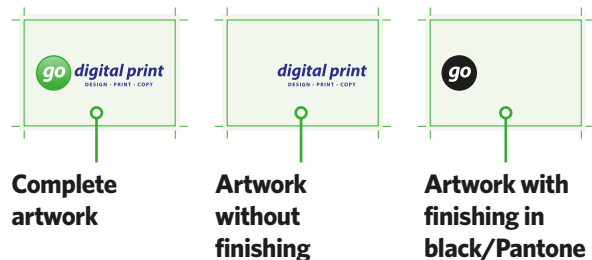 go digital print
DESIGN · PRINT · COPY
digital print
DESIGN · PRINT · COPY
go
Complete
artwork
Artwork
without
finishing
Artwork with
finishing in
black/Pantone